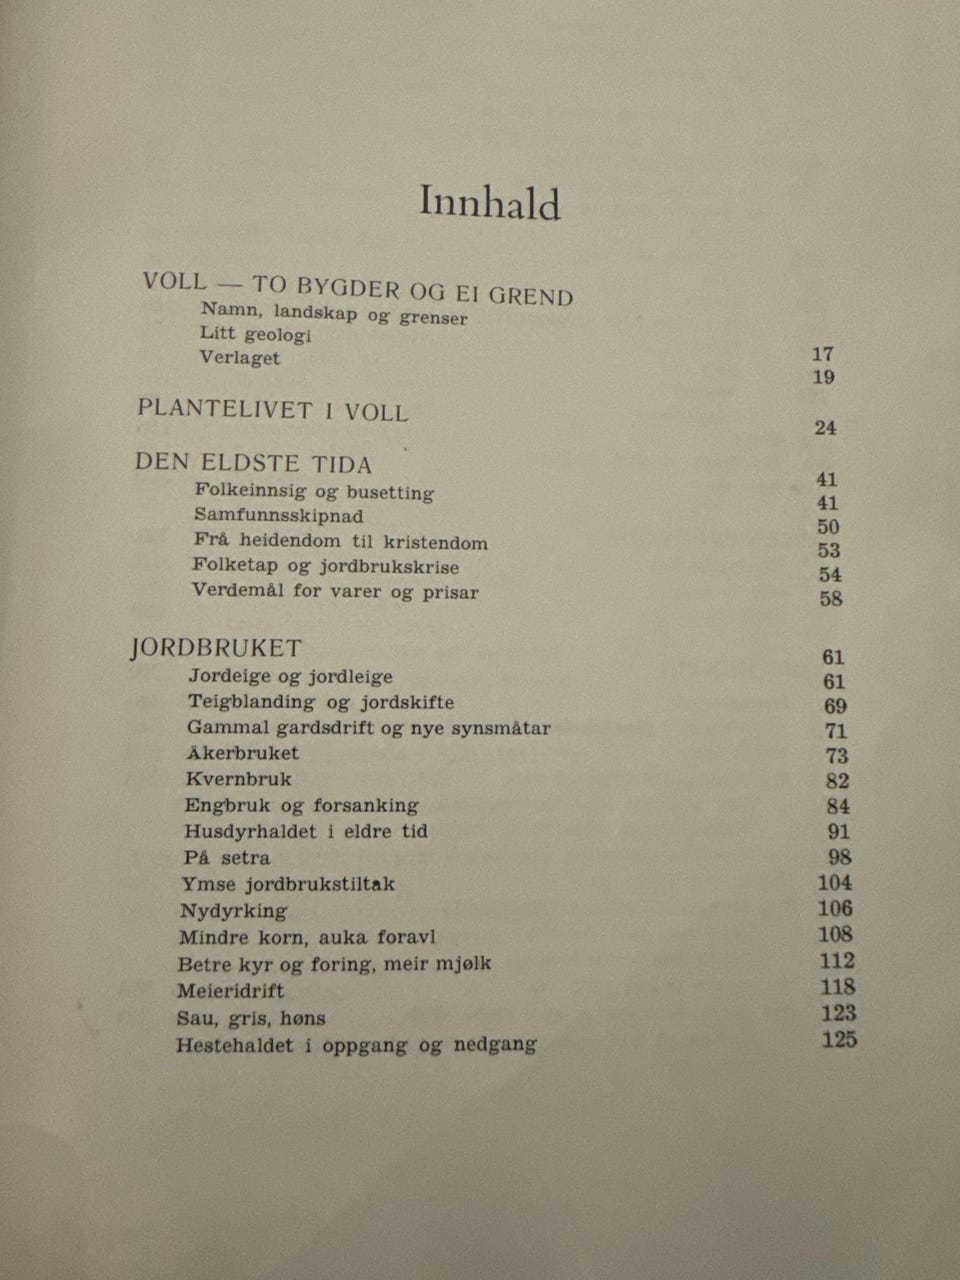 Innhald
VOLL — TO BYGDER OG EI GREND
Namn, landskap og grenser
Litt geologi 17
Verlaget 19
PLANTELIVET I VOLL 24
DEN ELDSTE TIDA 41
Folkeinnsig og busetting 41
Samfunnsskipnad 50
Frå heidendom til kristendom 53
Folketap og jordbrukskrise 54
Verdemål for varer og prisar 58
JORDBRUKET 61
Jordeige og jordleige 61
Teigblanding og jordskifte 69
Gammal gardsdrift og nye synsmåtar 71
Åkerbruket 73
Kvernbruk 82
Engbruk og forsanking 84
Husdyrhaldet i eldre tid 91
På setra 98
Ymse jordbrukstiltak 104
Nydyrking 106
Mindre korn, auka foravl 108
Betre kyr og foring, meir mjølk 112
Meieridrift 118
Sau, gris, høns 123
Hestehaldet i oppgang og nedgang 125